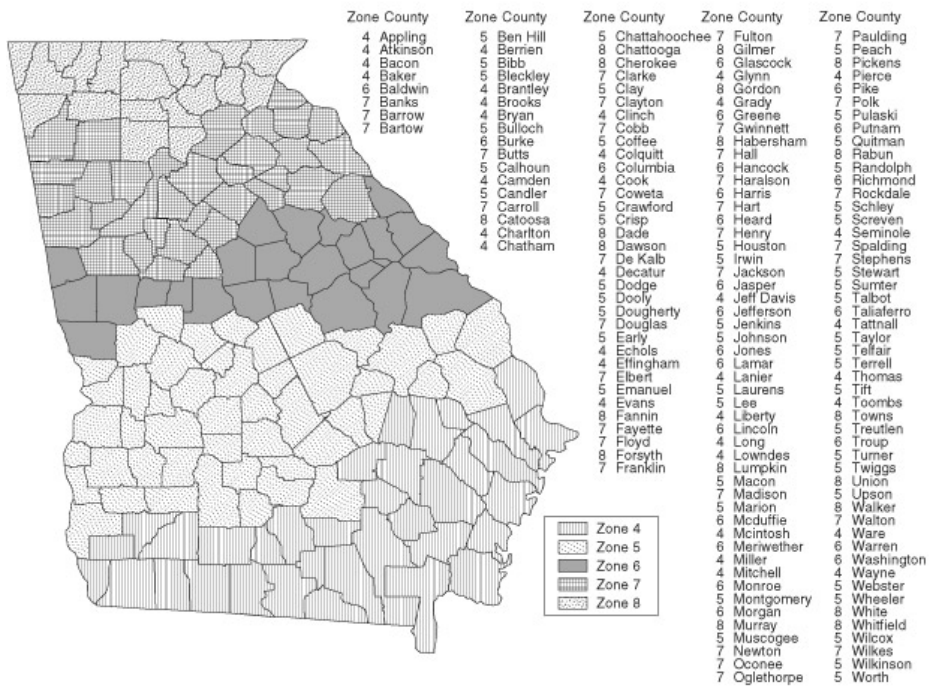 Zone County
4 Appling
4 Atkinson
4 Bacon
4 Baker
6 Baldwin
7 Banks
7 Barrow
7 Bartow
Zone County
5 Ben Hill
4 Berrien
5 Bibb
5 Bleckley
4 Brantley
4 Brooks
4 Bryan
5 Bulloch
6 Burke
7 Butts
5 Calhoun
4 Camden
5 Candler
7 Carroll
8 Catoosa
4 Charlton
4 Chatham
Zone County
5 Chattahoochee
8 Chattooga
8 Cherokee
7 Clarke
5 Clay
7 Clayton
4 Clinch
7 Cobb
5 Coffee
4 Colquitt
6 Columbia
4 Cook
7 Coweta
5 Crawford
5 Crisp
8 Dade
8 Dawson
7 De Kalb
4 Decatur
5 Dodge
5 Dooly
5 Dougherty
7 Douglas
5 Early
4 Echols
4 Effingham
7 Elbert
5 Emanuel
4 Evans
8 Fannin
7 Fayette
7 Floyd
8 Forsyth
7 Franklin
Zone County
7 Fulton
8 Gilmer
6 Glascock
4 Glynn
8 Gordon
4 Grady
6 Greene
7 Gwinnett
8 Habersham
7 Hall
6 Hancock
7 Haralson
6 Harris
7 Hart
6 Heard
7 Henry
5 Houston
5 Irwin
7 Jackson
6 Jasper
4 Jeff Davis
6 Jefferson
5 Jenkins
5 Johnson
6 Jones
6 Lamar
4 Lanier
5 Laurens
5 Lee
4 Liberty
6 Lincoln
4 Long
4 Lowndes
8 Lumpkin
5 Macon
7 Madison
5 Marion
6 Mcduffie
4 Mcintosh
6 Meriwether
4 Miller
4 Mitchell
6 Monroe
5 Montgomery
6 Morgan
8 Murray
5 Muscogee
7 Newton
7 Oconee
7 Oglethorpe
Zone County
7 Paulding
5 Peach
8 Pickens
4 Pierce
6 Pike
7 Polk
5 Pulaski
6 Putnam
5 Quitman
8 Rabun
5 Randolph
6 Richmond
7 Rockdale
5 Schley
5 Screven
4 Seminole
7 Spalding
7 Stephens
5 Stewart
5 Sumter
5 Talbot
6 Taliaferro
4 Tattnall
5 Taylor
5 Telfair
5 Terrell
4 Thomas
5 Tift
4 Toombs
8 Towns
5 Treutlen
6 Troup
5 Turner
5 Twiggs
8 Union
5 Upson
8 Walker
7 Walton
4 Ware
6 Warren
6 Washington
4 Wayne
5 Webster
5 Wheeler
8 White
8 Whitfield
5 Wilcox
7 Wilkes
5 Wilkinson
5 Worth
Zone 4
Zone 5
Zone 6
Zone 7
Zone 8